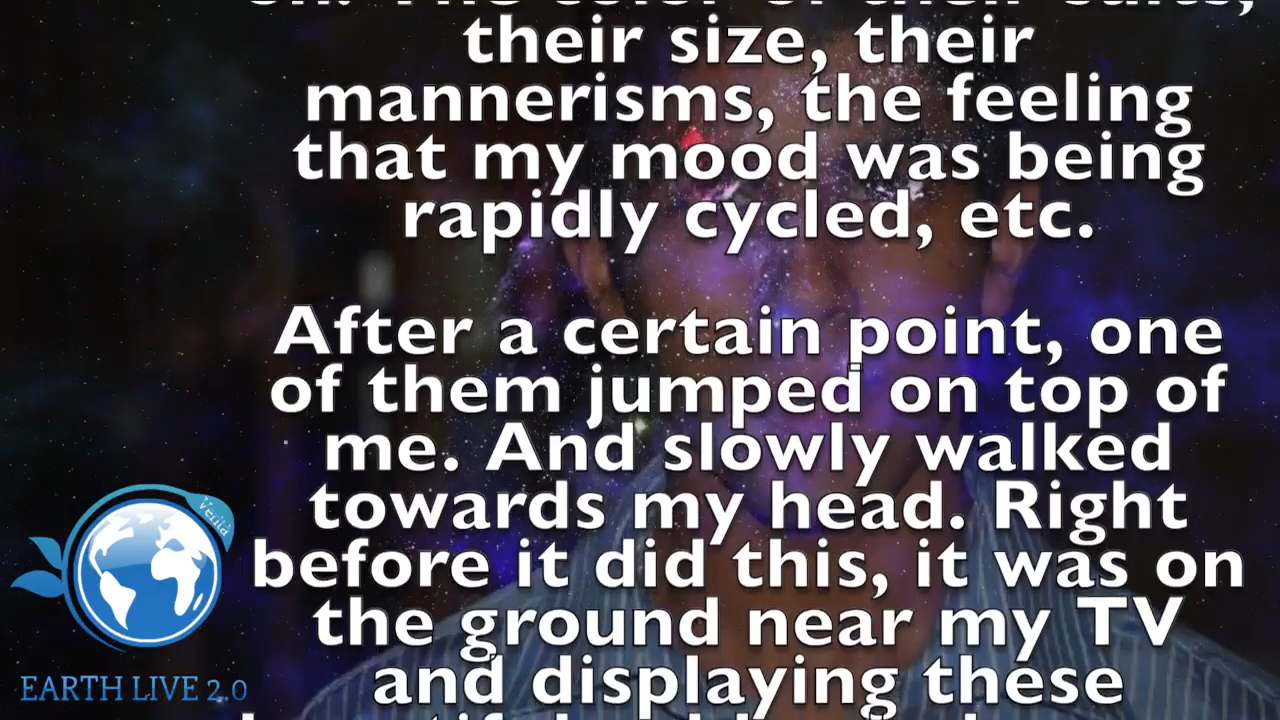 their size, their
mannerisms, the feeling
that my mood was being
rapidly cycled, etc.
After a certain point, one
of them jumped on top of
me. And slowly walked
towards my head. Right
before it did this, it was on
the ground near my TV
and displaying these
EARTH LIVE 2.0